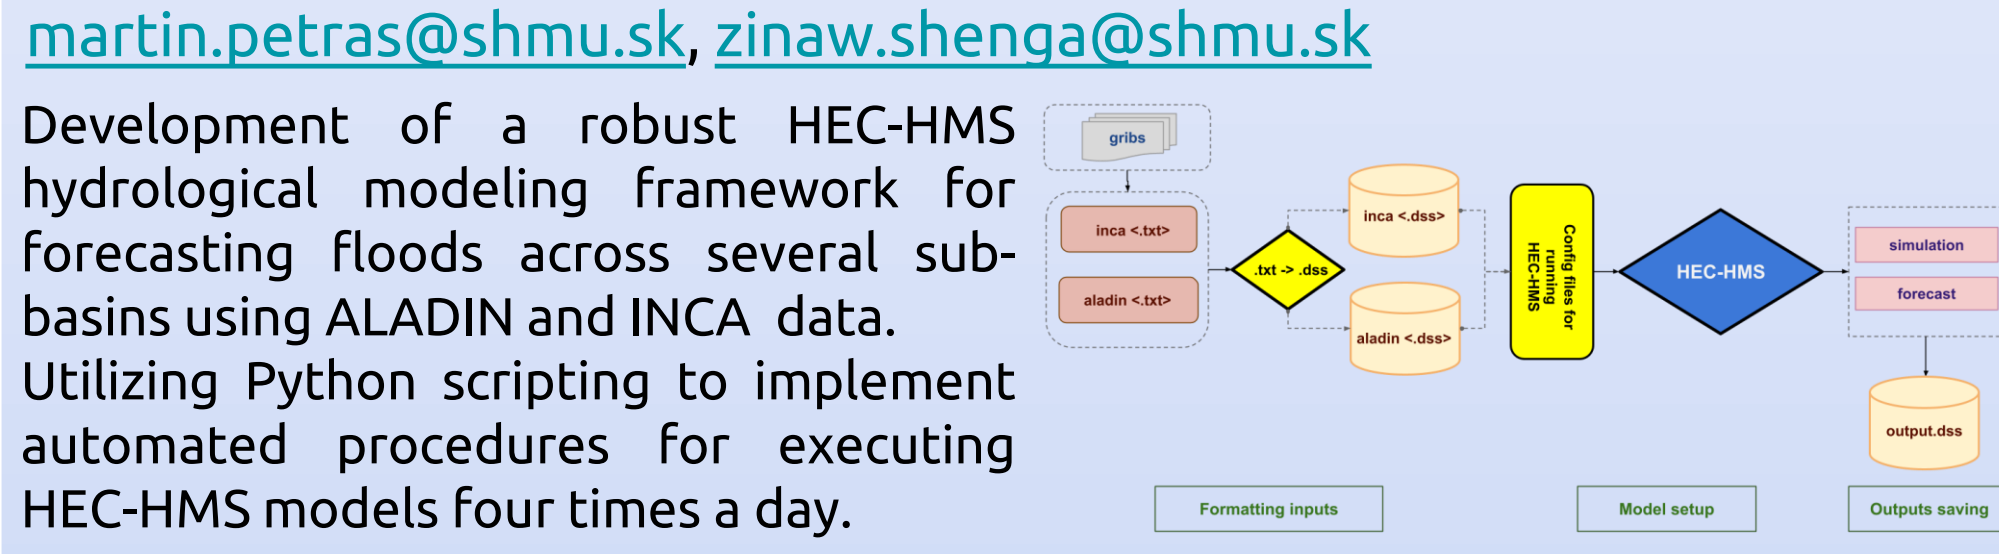 martin.petras@shmu.sk, zinaw.shenga@shmu.sk
Development of a robust HEC-HMS
hydrological modeling framework for
forecasting floods across several sub-
basins using ALADIN and INCA data.
Utilizing Python scripting to implement
automated procedures for executing
HEC-HMS models four times a day.
gribs
inca <.txt>
aladin <.txt>
.txt -> .dss
inca <.dss>
aladin <.dss>
Config files for
running
HEC-HMS
HEC-HMS
simulation
forecast
output.dss
Formatting inputs
Model setup
Outputs saving